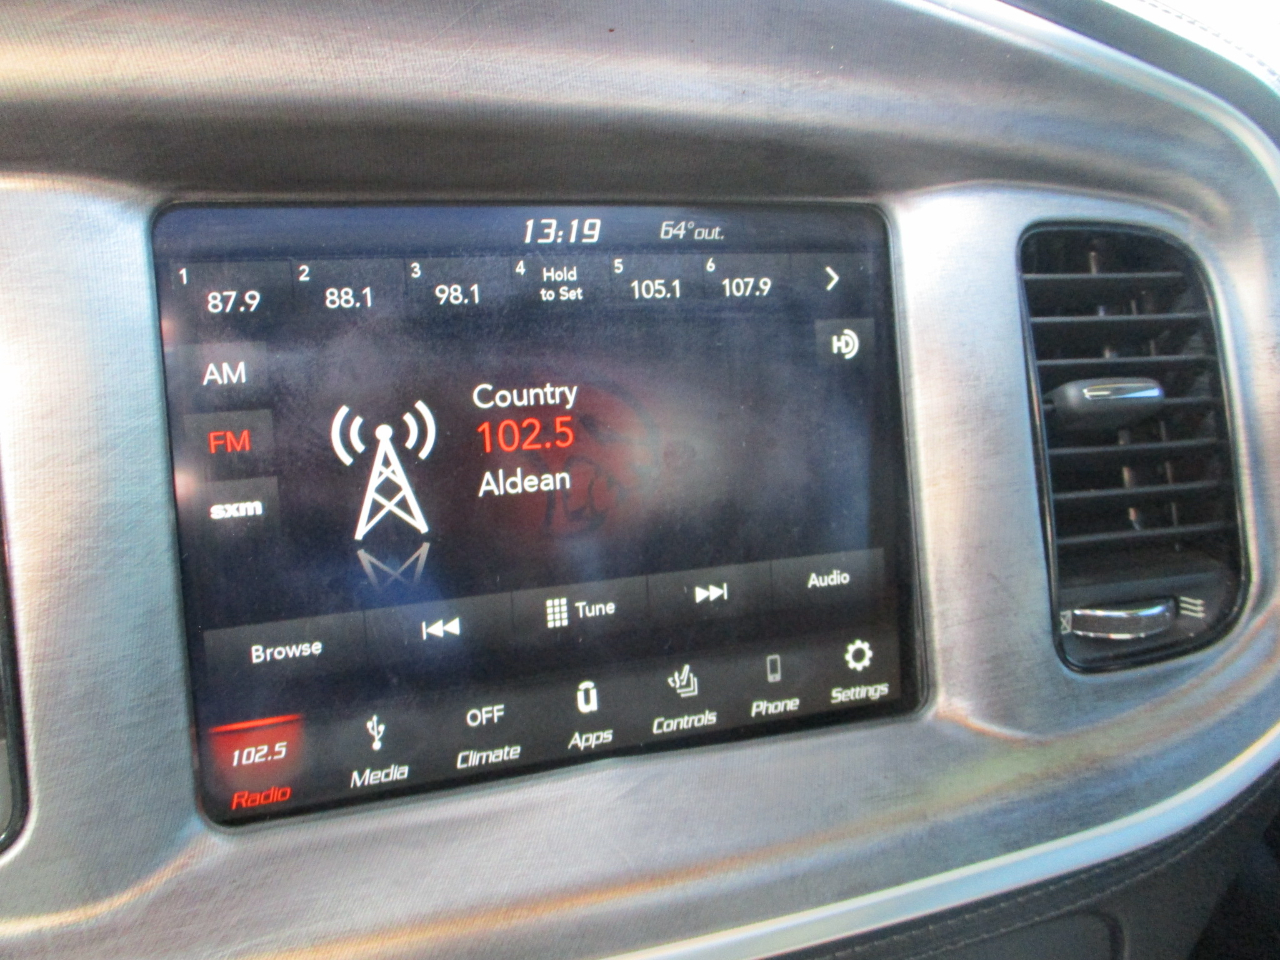 13:19 64°out.
1 87.9 2 88.1 3 98.1 4 Hold to Set 5 105.1 6 107.9
HD
AM
FM
sxm
Country
102.5
Aldean
Browse Tune Audio
102.5 OFF ū
Radio Media Climate Apps Controls Phone Settings